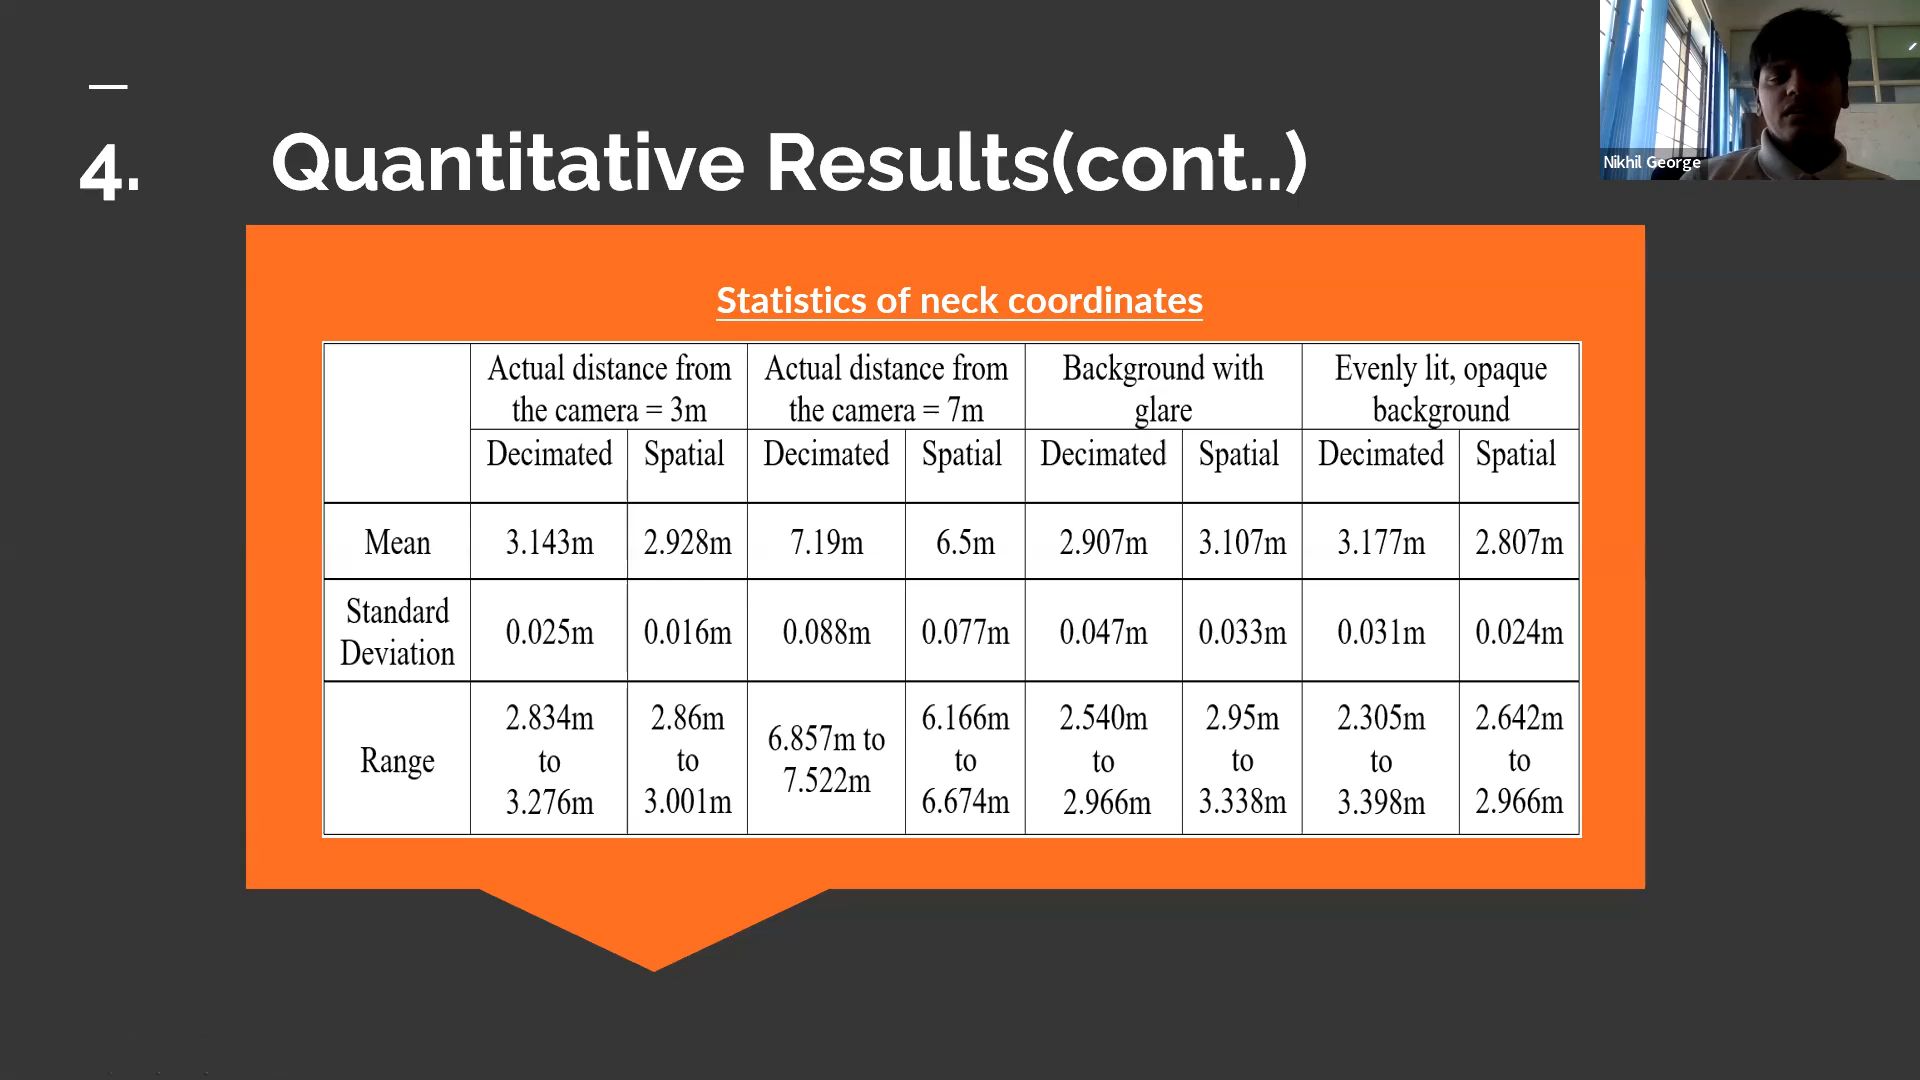 4. Quantitative Results(cont..)
Nikhil George
Statistics of neck coordinates
Actual distance from the camera = 3m Actual distance from the camera = 7m Background with glare Evenly lit, opaque background
Decimated Spatial Decimated Spatial Decimated Spatial Decimated Spatial
Mean 3.143m 2.928m 7.19m 6.5m 2.907m 3.107m 3.177m 2.807m
Standard Deviation 0.025m 0.016m 0.088m 0.077m 0.047m 0.033m 0.031m 0.024m
Range 2.834m to 3.276m 2.86m to 3.001m 6.857m to 7.522m 6.166m to 6.674m 2.540m to 2.966m 2.95m to 3.338m 2.305m to 3.398m 2.642m to 2.966m